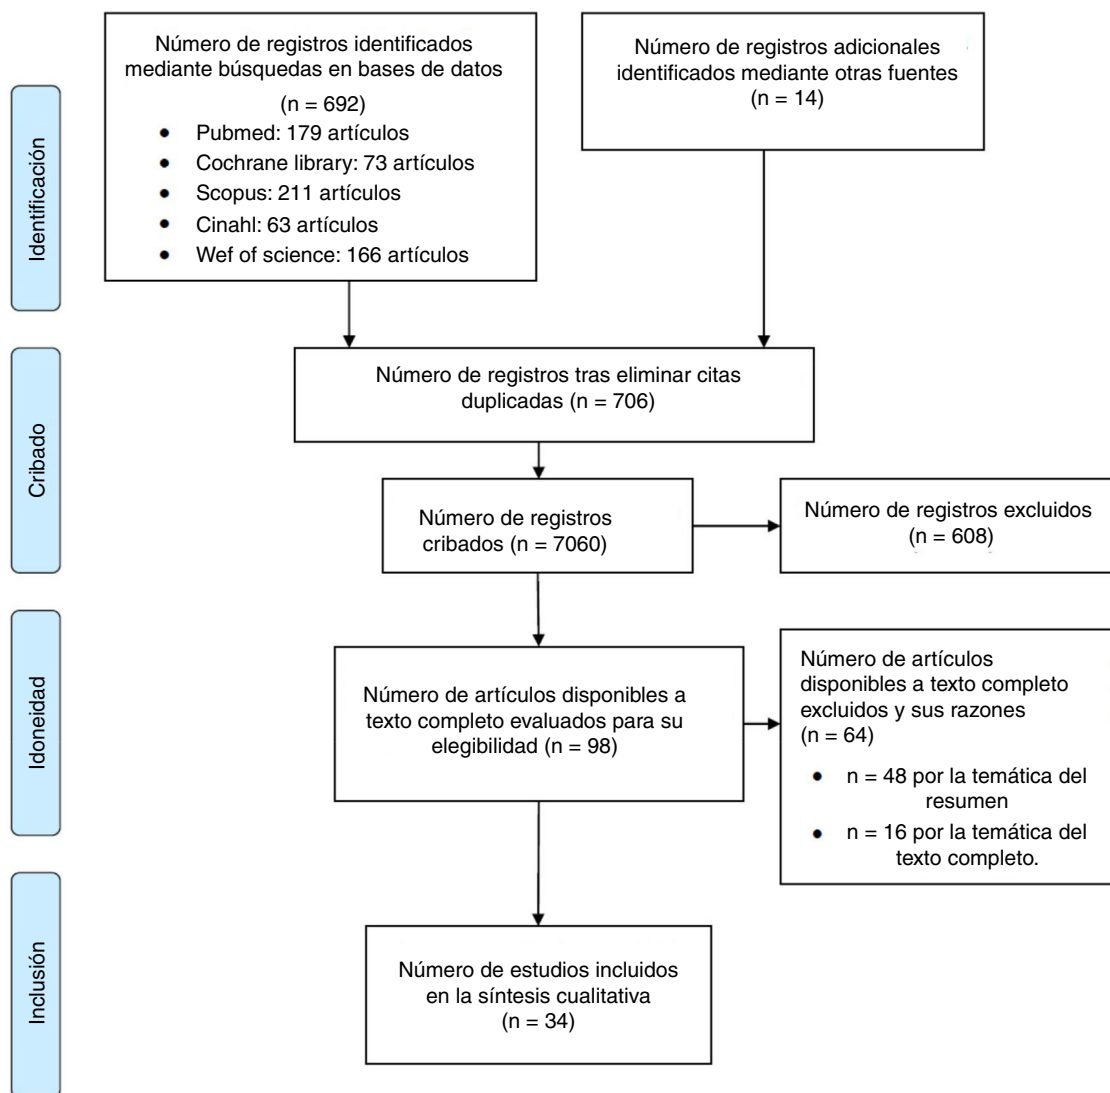 Número de registros identificados
mediante búsquedas en bases de datos
(n = 692)
• Pubmed: 179 artículos
• Cochrane library: 73 artículos
• Scopus: 211 artículos
• Cinahl: 63 artículos
• Wef of science: 166 artículos
Número de registros adicionales
identificados mediante otras fuentes
(n = 14)
Identificación
Número de registros tras eliminar citas
duplicadas (n = 706)
Cribado
Número de registros
cribados (n = 7060)
Número de registros excluidos
(n = 608)
Idoneidad
Número de artículos disponibles a
texto completo evaluados para su
elegibilidad (n = 98)
Número de artículos
disponibles a texto completo
excluidos y sus razones
(n = 64)
• n = 48 por la temática del
resumen
• n = 16 por la temática del
texto completo.
Inclusión
Número de estudios incluidos
en la síntesis cualitativa
(n = 34)